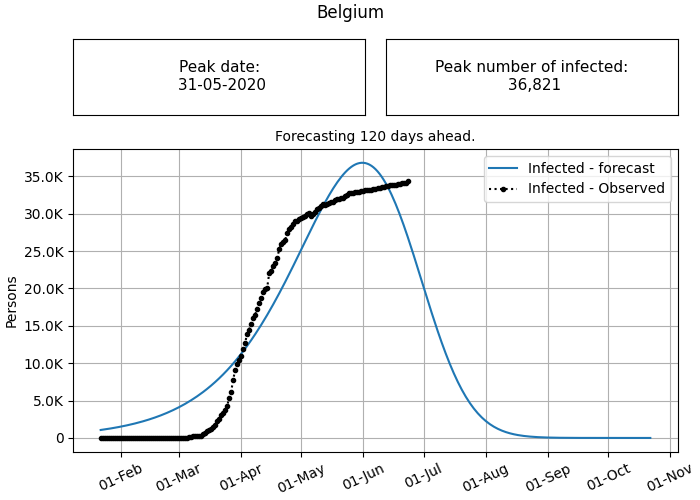 Belgium
Peak date:
31-05-2020
Peak number of infected:
36,821
Forecasting 120 days ahead.
Infected - forecast
Infected - Observed
Persons
35.0K
30.0K
25.0K
20.0K
15.0K
10.0K
5.0K
0
01-Feb
01-Mar
01-Apr
01-May
01-Jun
01-Jul
01-Aug
01-Sep
01-Oct
01-Nov